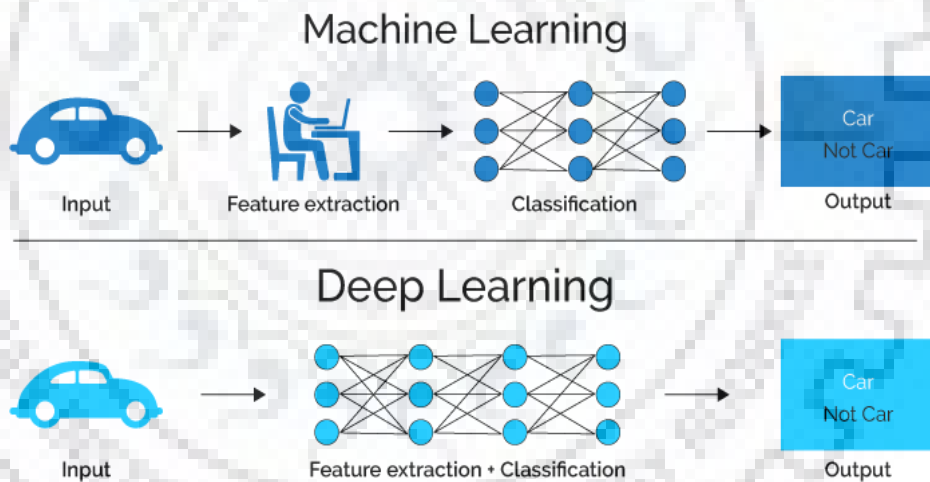 Machine Learning
Car
Not Car
Input
Feature extraction
Classification
Output
Deep Learning
Car
Not Car
Input
Feature extraction + Classification
Output